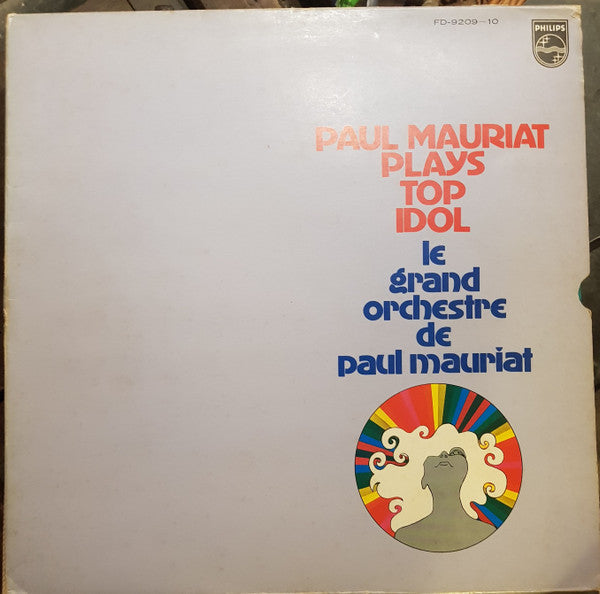 FD-9209-10
PHILIPS
PAUL MAURIAT
PLAYS
TOP
IDOL
le
grand
orchestre
de
paul mauriat